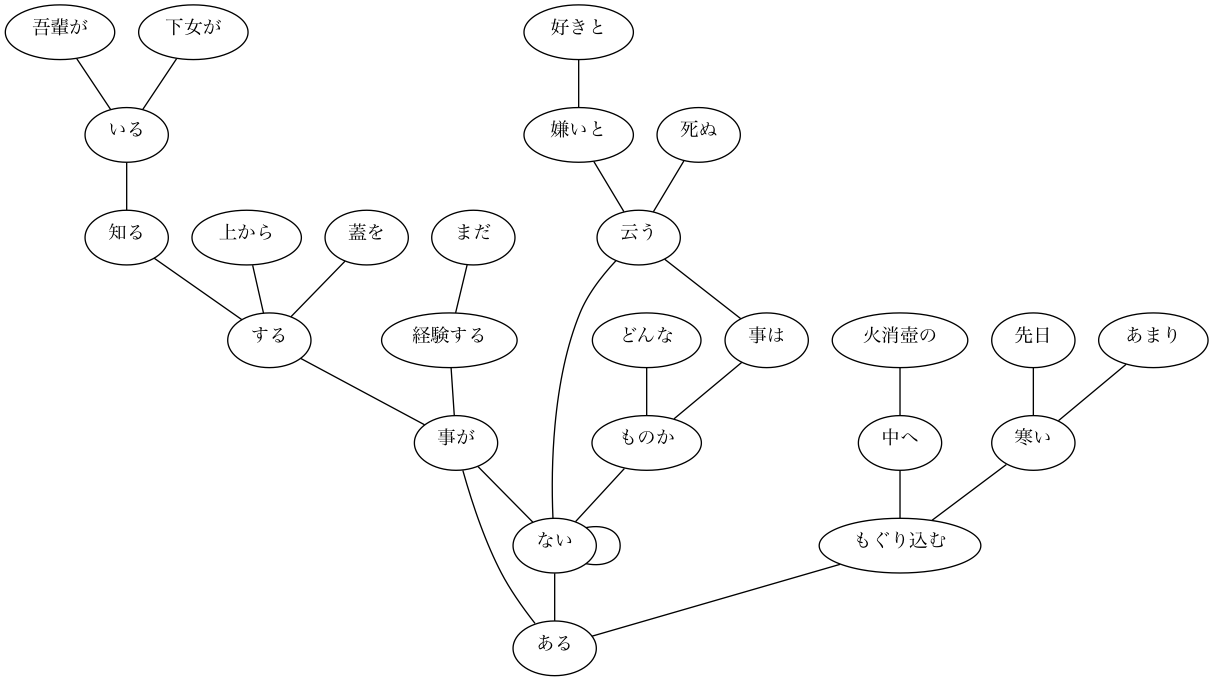 吾輩が
下女が
好きと
いる
嫌いと
死ぬ
知る
上から
蓋を
まだ
云う
する
経験する
どんな
事は
火消壺の
先日
あまり
事が
ものか
中へ
寒い
ない
もぐり込む
ある